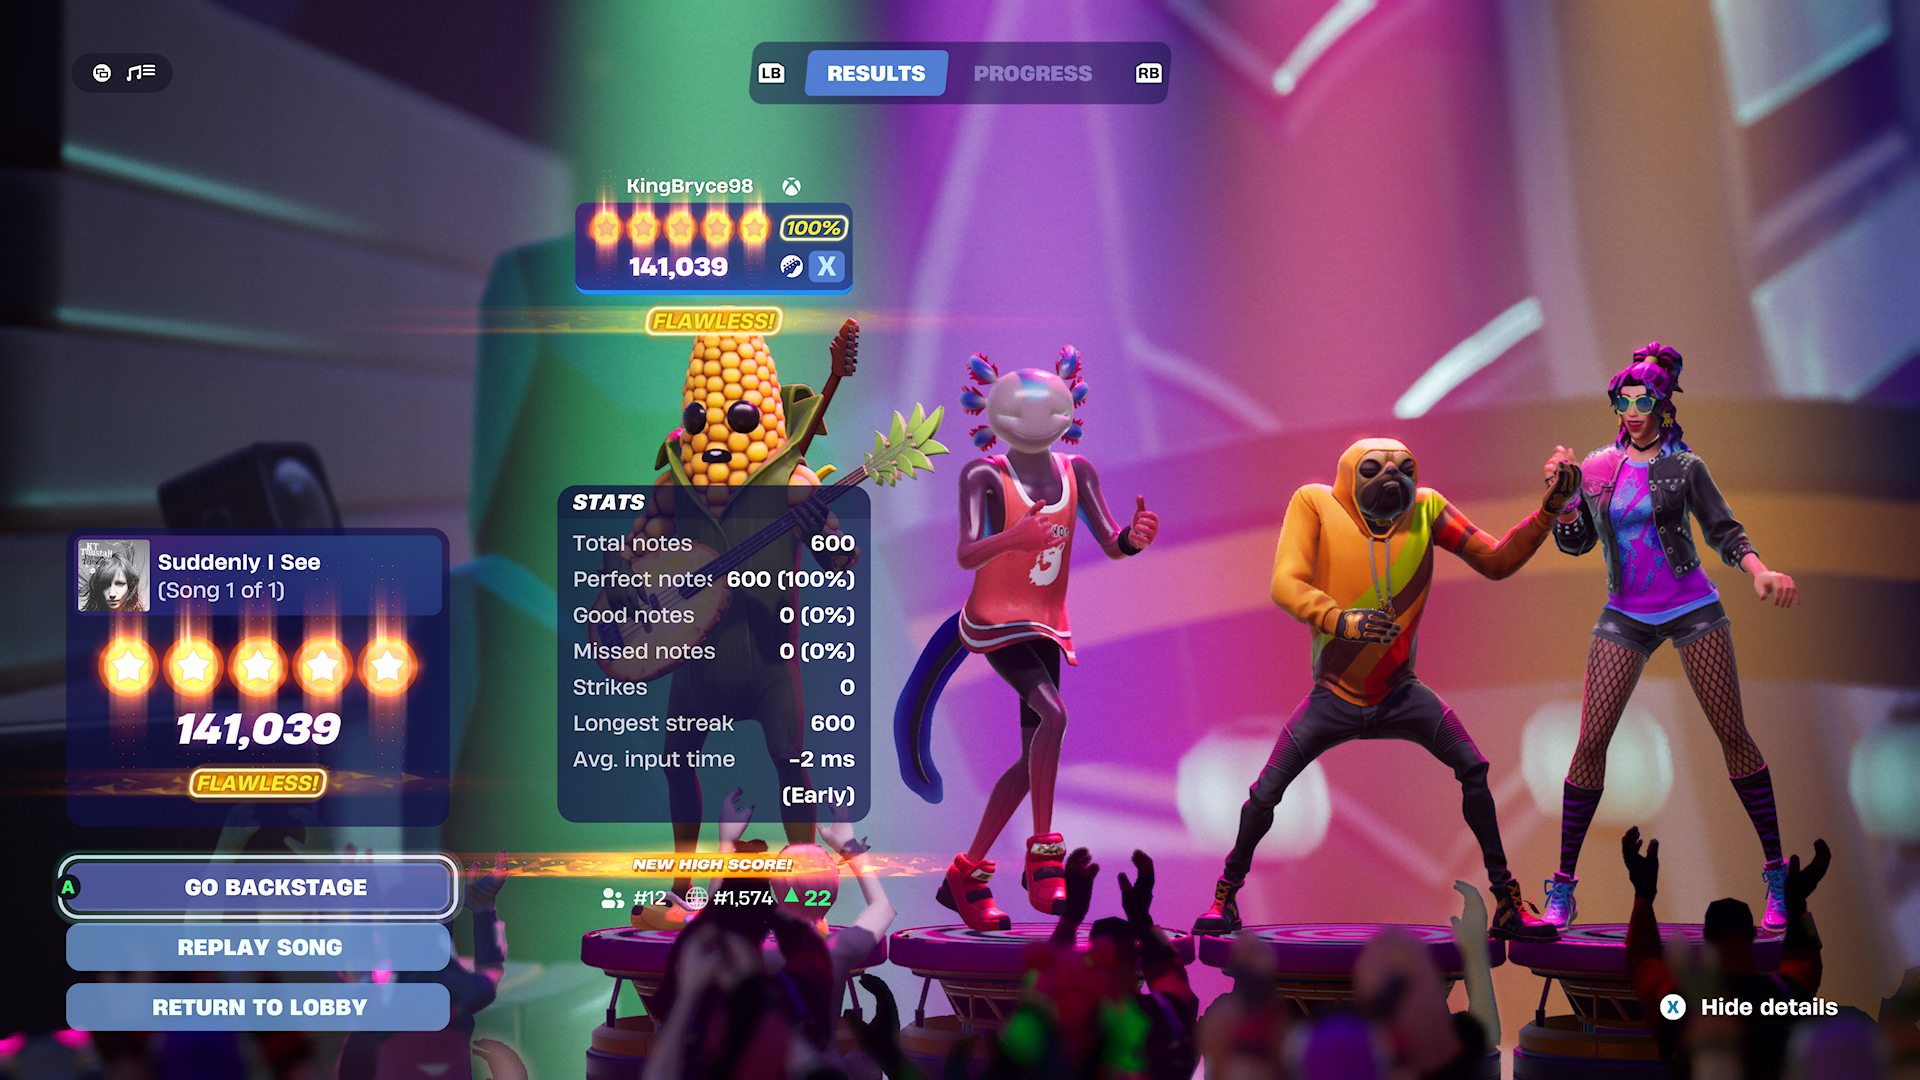 LB RESULTS PROGRESS RB
KingBryce98
100%
141,039 X
FLAWLESS!
STATS
Total notes 600
Perfect notes 600 (100%)
Good notes 0 (0%)
Missed notes 0 (0%)
Strikes 0
Longest streak 600
Avg. input time -2 ms
(Early)
NEW HIGH SCORE!
#12 #1,574 22
KT
Suddenly I See
(Song 1 of 1)
141,039
FLAWLESS!
A GO BACKSTAGE
REPLAY SONG
RETURN TO LOBBY
X Hide details